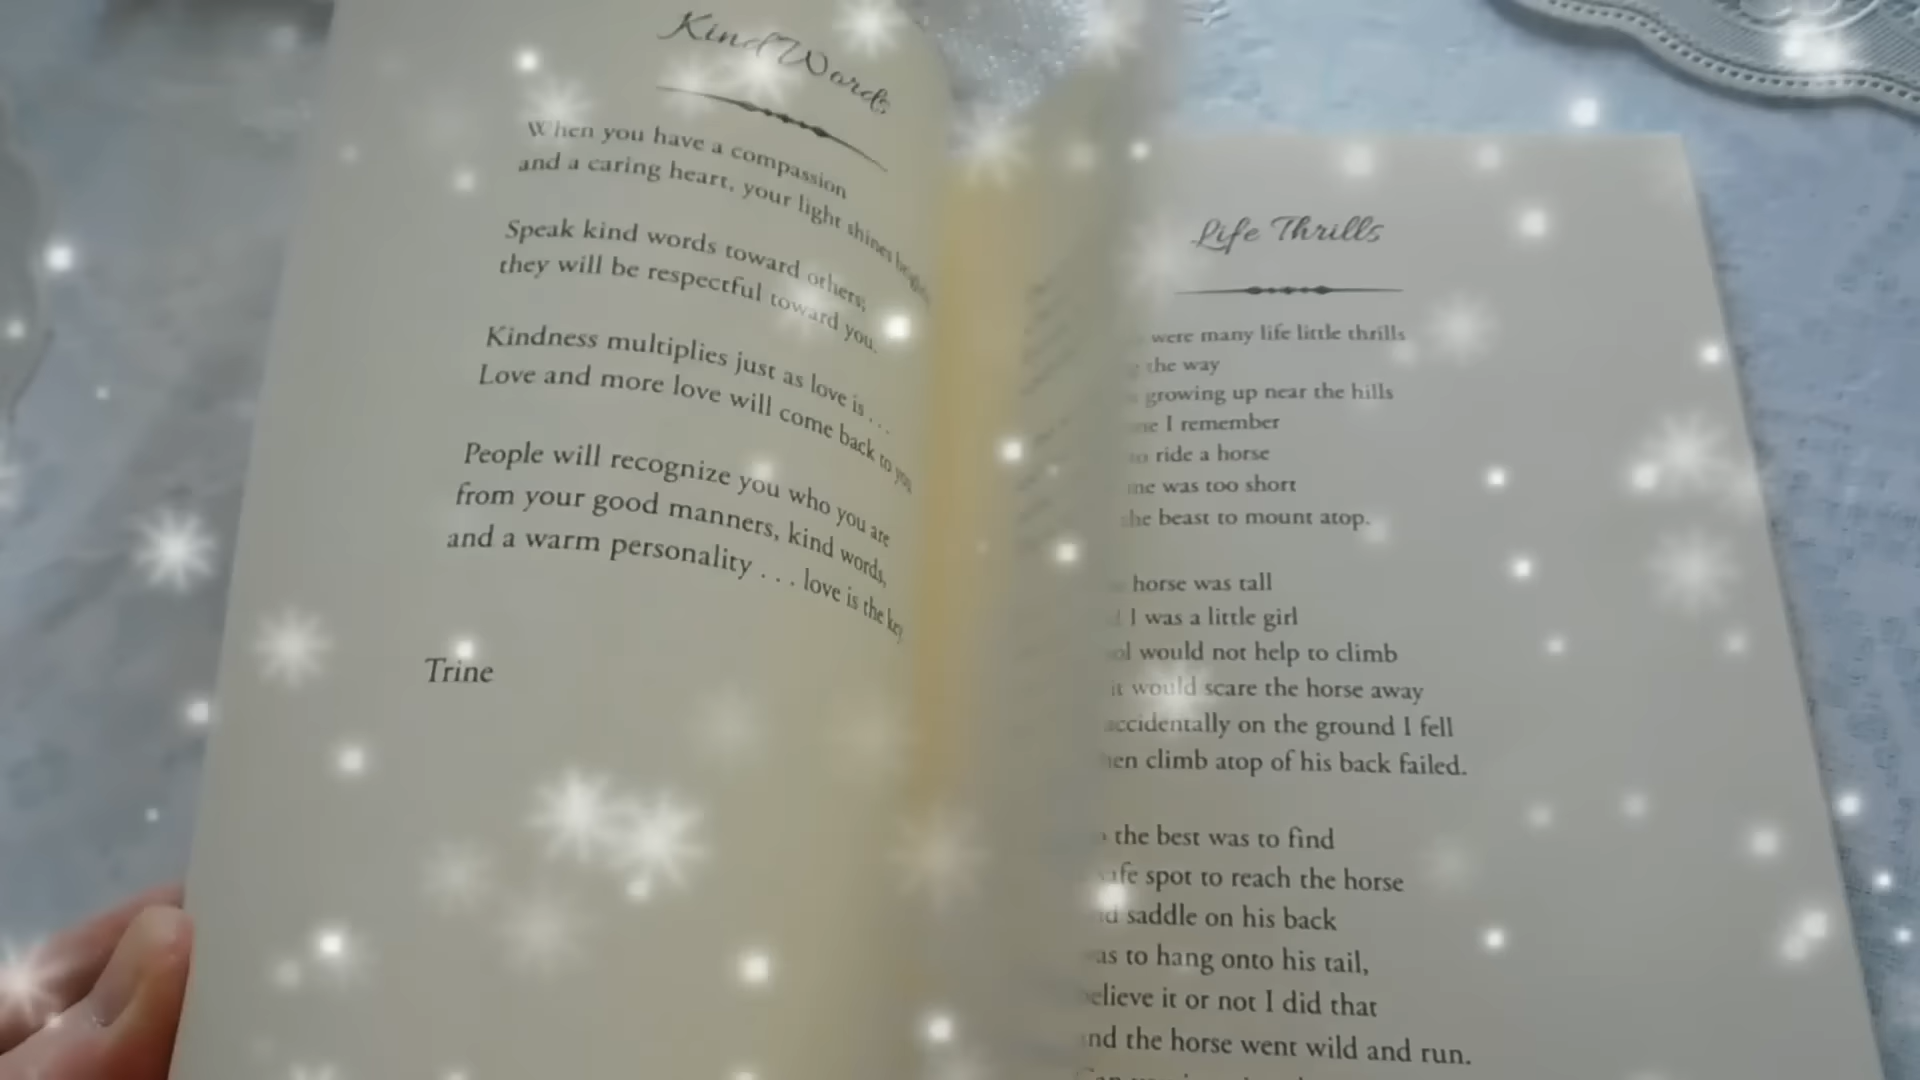 Kind Words
When you have a compassion
and a caring heart, your light shines
Speak kind words toward others;
they will be respectful toward you.
Kindness multiplies just as love is . . .
Love and more love will come back to you
People will recognize you who you are
from your good manners, kind words,
and a warm personality . . . love is the key
Trine
Life Thrills
were many life little thrills
the way
growing up near the hills
I remember
to ride a horse
me was too short
the beast to mount atop.
horse was tall
I was a little girl
would not help to climb
it would scare the horse away
accidentally on the ground I fell
climb atop of his back failed.
the best was to find
spot to reach the horse
saddle on his back
to hang onto his tail,
believe it or not I did that
and the horse went wild and run.